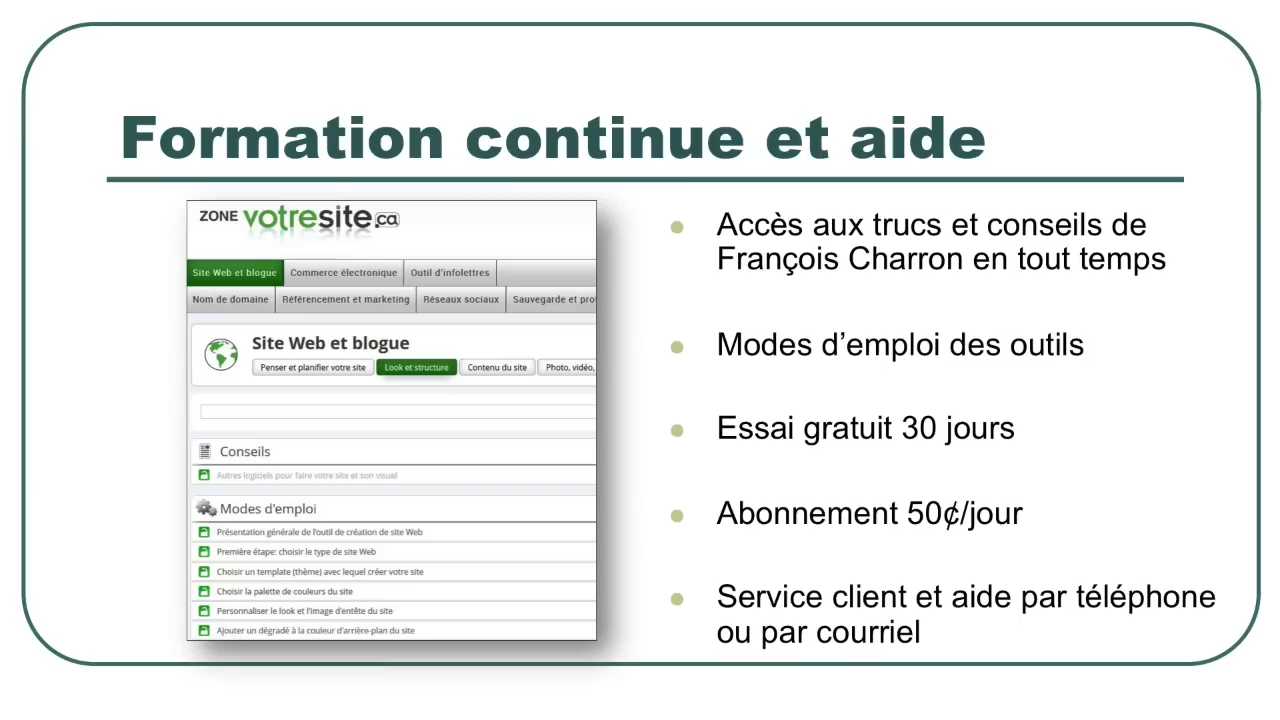 Formation continue et aide
ZONE votresite.ca
Site Web et blogue
Commerce électronique
Outil d'infolettres
Nom de domaine
Référencement et marketing
Réseaux sociaux
Sauvegarde et pro
Site Web et blogue
Penser et planifier votre site
Look et structure
Contenu du site
Photo, vidéo,
Conseils
Autres logiciels pour faire votre site et son visuel
Modes d'emploi
Présentation générale de l'outil de création de site Web
Première étape: choisir le type de site Web
Choisir un template (thème) avec lequel créer votre site
Choisir la palette de couleurs du site
Personnaliser le look et l'image d'entête du site
Ajouter un dégradé à la couleur d'arrière-plan du site
Accès aux trucs et conseils de
François Charron en tout temps
Modes d’emploi des outils
Essai gratuit 30 jours
Abonnement 50¢/jour
Service client et aide par téléphone
ou par courriel